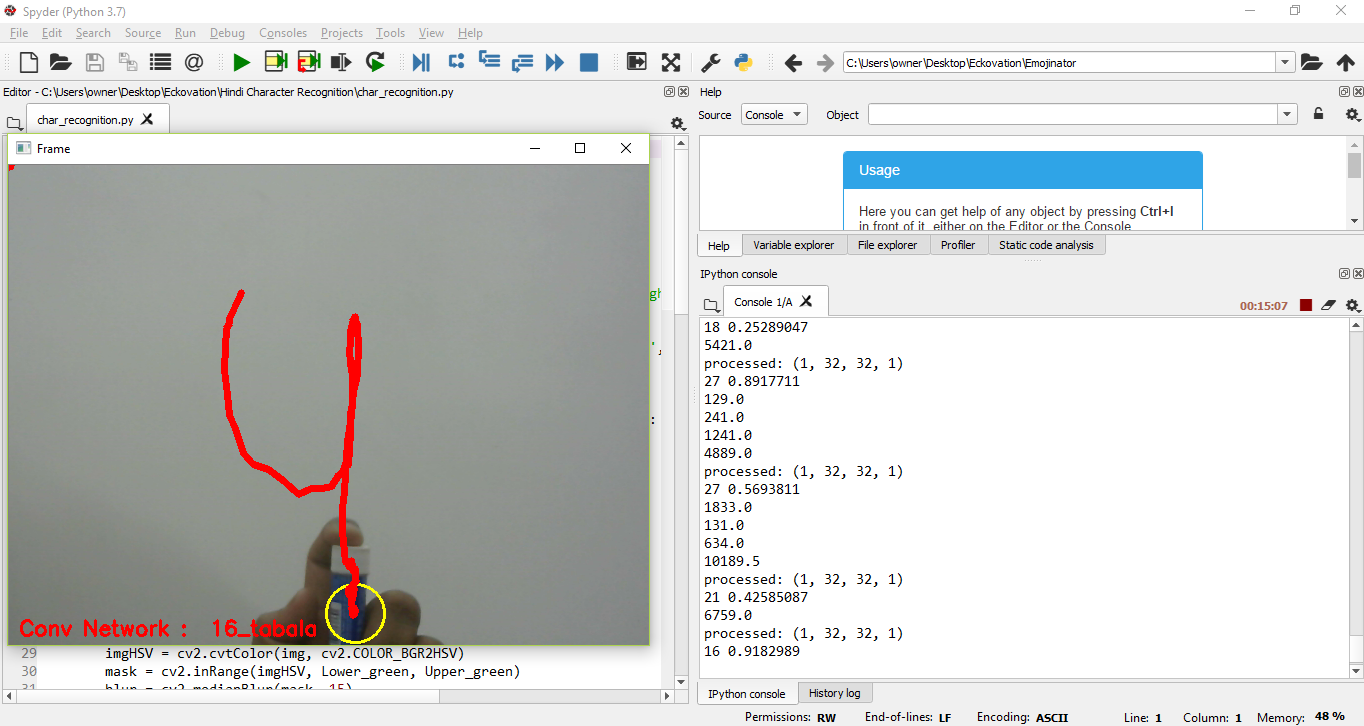 Spyder (Python 3.7)
File Edit Search Source Run Debug Consoles Projects Tools View Help
C:\Users\owner\Desktop\Eckovation\Emojinator
Editor - C:\Users\owner\Desktop\Eckovation\Hindi Character Recognition\char_recognition.py
char_recognition.py
Frame
Conv Network : 16_tabala
29 imgHSV = cv2.cvtColor(img, cv2.COLOR_BGR2HSV)
30 mask = cv2.inRange(imgHSV, Lower_green, Upper_green)
31 blur = cv2.medianBlur(mask, 15)
Help
Source Console Object
Usage
Here you can get help of any object by pressing Ctrl+I
in front of it, either on the Editor or the Console.
Help Variable explorer File explorer Profiler Static code analysis
IPython console
Console 1/A
00:15:07
18 0.25289047
5421.0
processed: (1, 32, 32, 1)
27 0.8917711
129.0
241.0
1241.0
4889.0
processed: (1, 32, 32, 1)
27 0.5693811
1833.0
131.0
634.0
10189.5
processed: (1, 32, 32, 1)
21 0.42585087
6759.0
processed: (1, 32, 32, 1)
16 0.9182989
IPython console History log
Permissions: RW End-of-lines: LF Encoding: ASCII Line: 1 Column: 1 Memory: 48 %